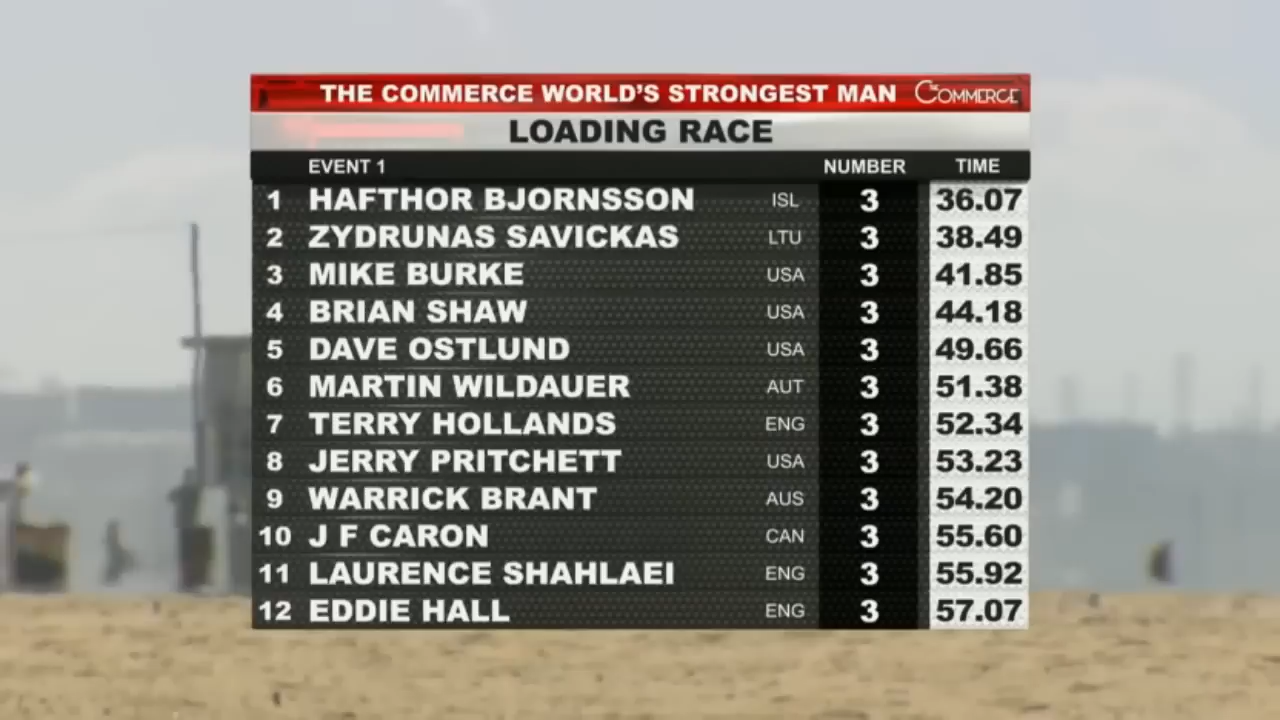 THE COMMERCE WORLD'S STRONGEST MAN THE COMMERCE
LOADING RACE
EVENT 1 NUMBER TIME
1 HAFTHOR BJORNSSON ISL 3 36.07
2 ZYDRUNAS SAVICKAS LTU 3 38.49
3 MIKE BURKE USA 3 41.85
4 BRIAN SHAW USA 3 44.18
5 DAVE OSTLUND USA 3 49.66
6 MARTIN WILDAUER AUT 3 51.38
7 TERRY HOLLANDS ENG 3 52.34
8 JERRY PRITCHETT USA 3 53.23
9 WARRICK BRANT AUS 3 54.20
10 J F CARON CAN 3 55.60
11 LAURENCE SHAHLAEI ENG 3 55.92
12 EDDIE HALL ENG 3 57.07